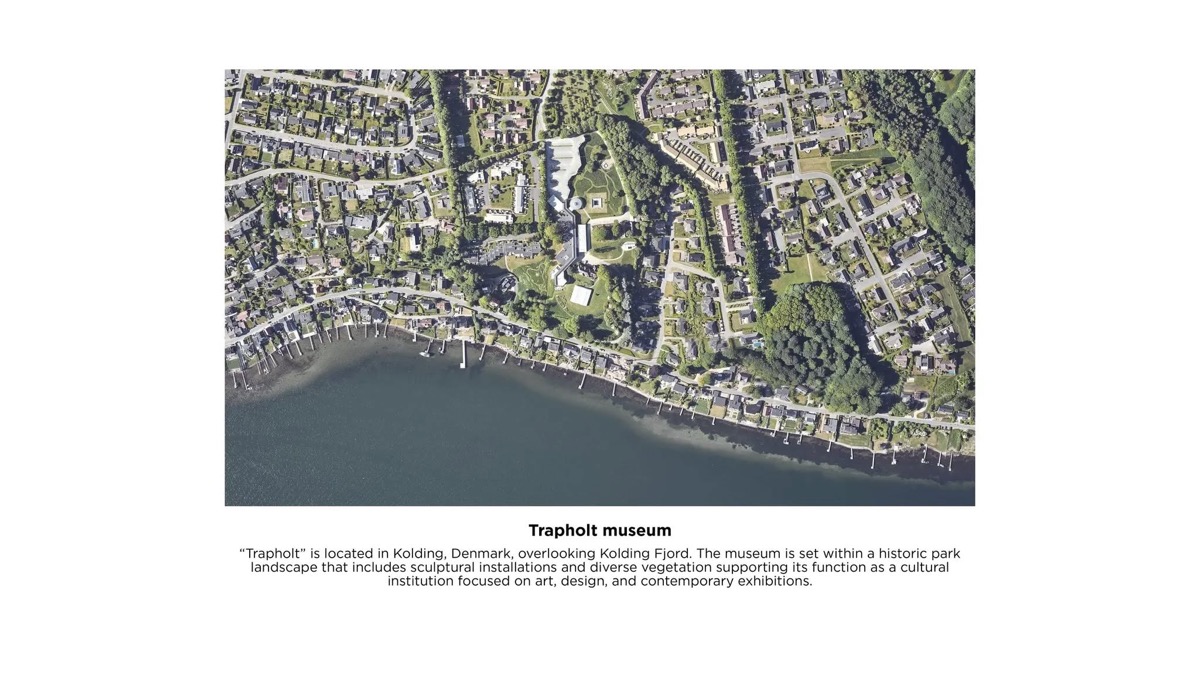 Trapholt museum
“Trapholt” is located in Kolding, Denmark, overlooking Kolding Fjord. The museum is set within a historic park
landscape that includes sculptural installations and diverse vegetation supporting its function as a cultural
institution focused on art, design, and contemporary exhibitions.